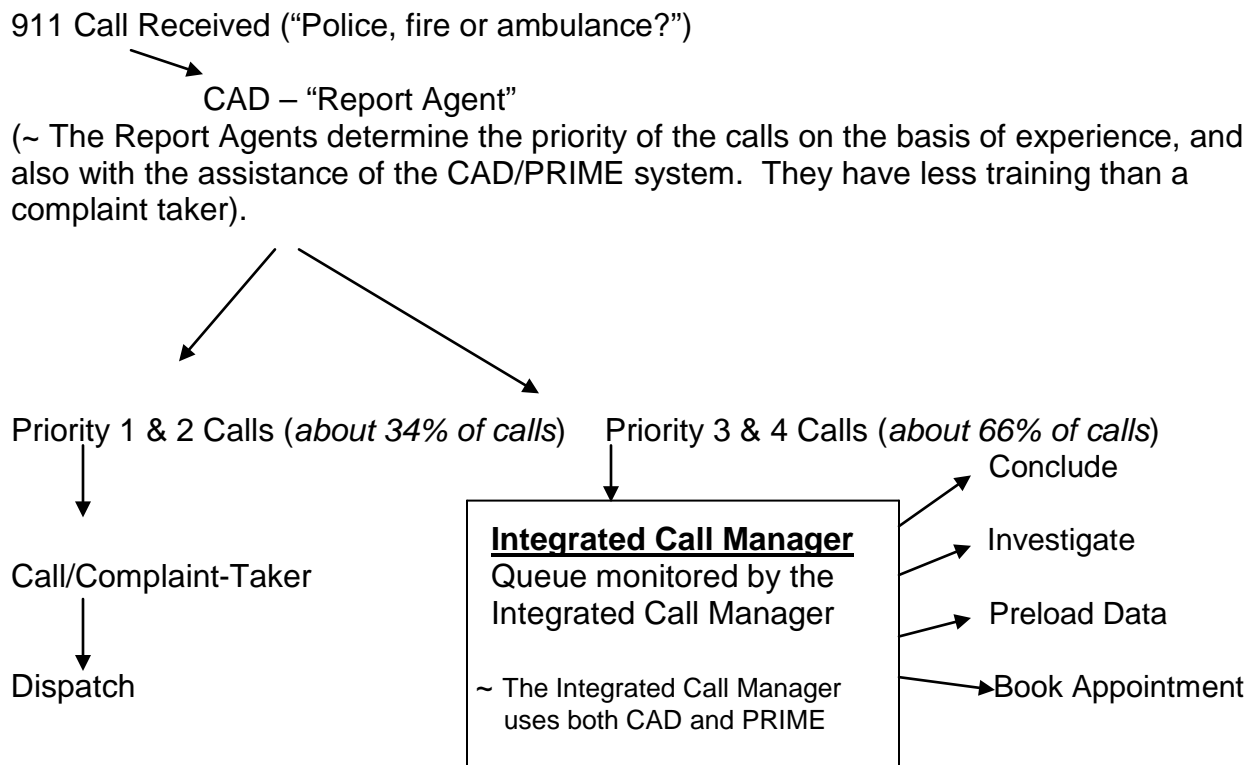 911 Call Received (“Police, fire or ambulance?”)
CAD – “Report Agent”
(~ The Report Agents determine the priority of the calls on the basis of experience, and
also with the assistance of the CAD/PRIME system.  They have less training than a
complaint taker).
Priority 1 & 2 Calls (about 34% of calls)
Call/Complaint-Taker
Dispatch
Priority 3 & 4 Calls (about 66% of calls)
Integrated Call Manager
Queue monitored by the
Integrated Call Manager
~ The Integrated Call Manager
uses both CAD and PRIME
Conclude
Investigate
Preload Data
Book Appointment